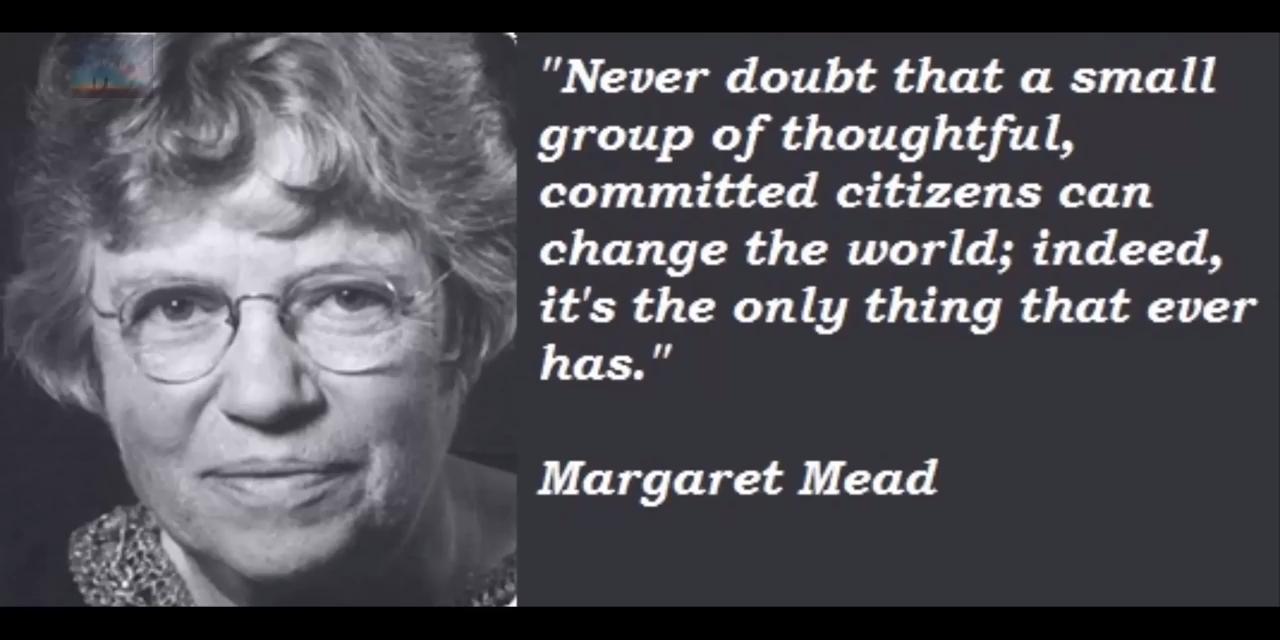 "Never doubt that a small
group of thoughtful,
committed citizens can
change the world; indeed,
it's the only thing that ever
has."
Margaret Mead